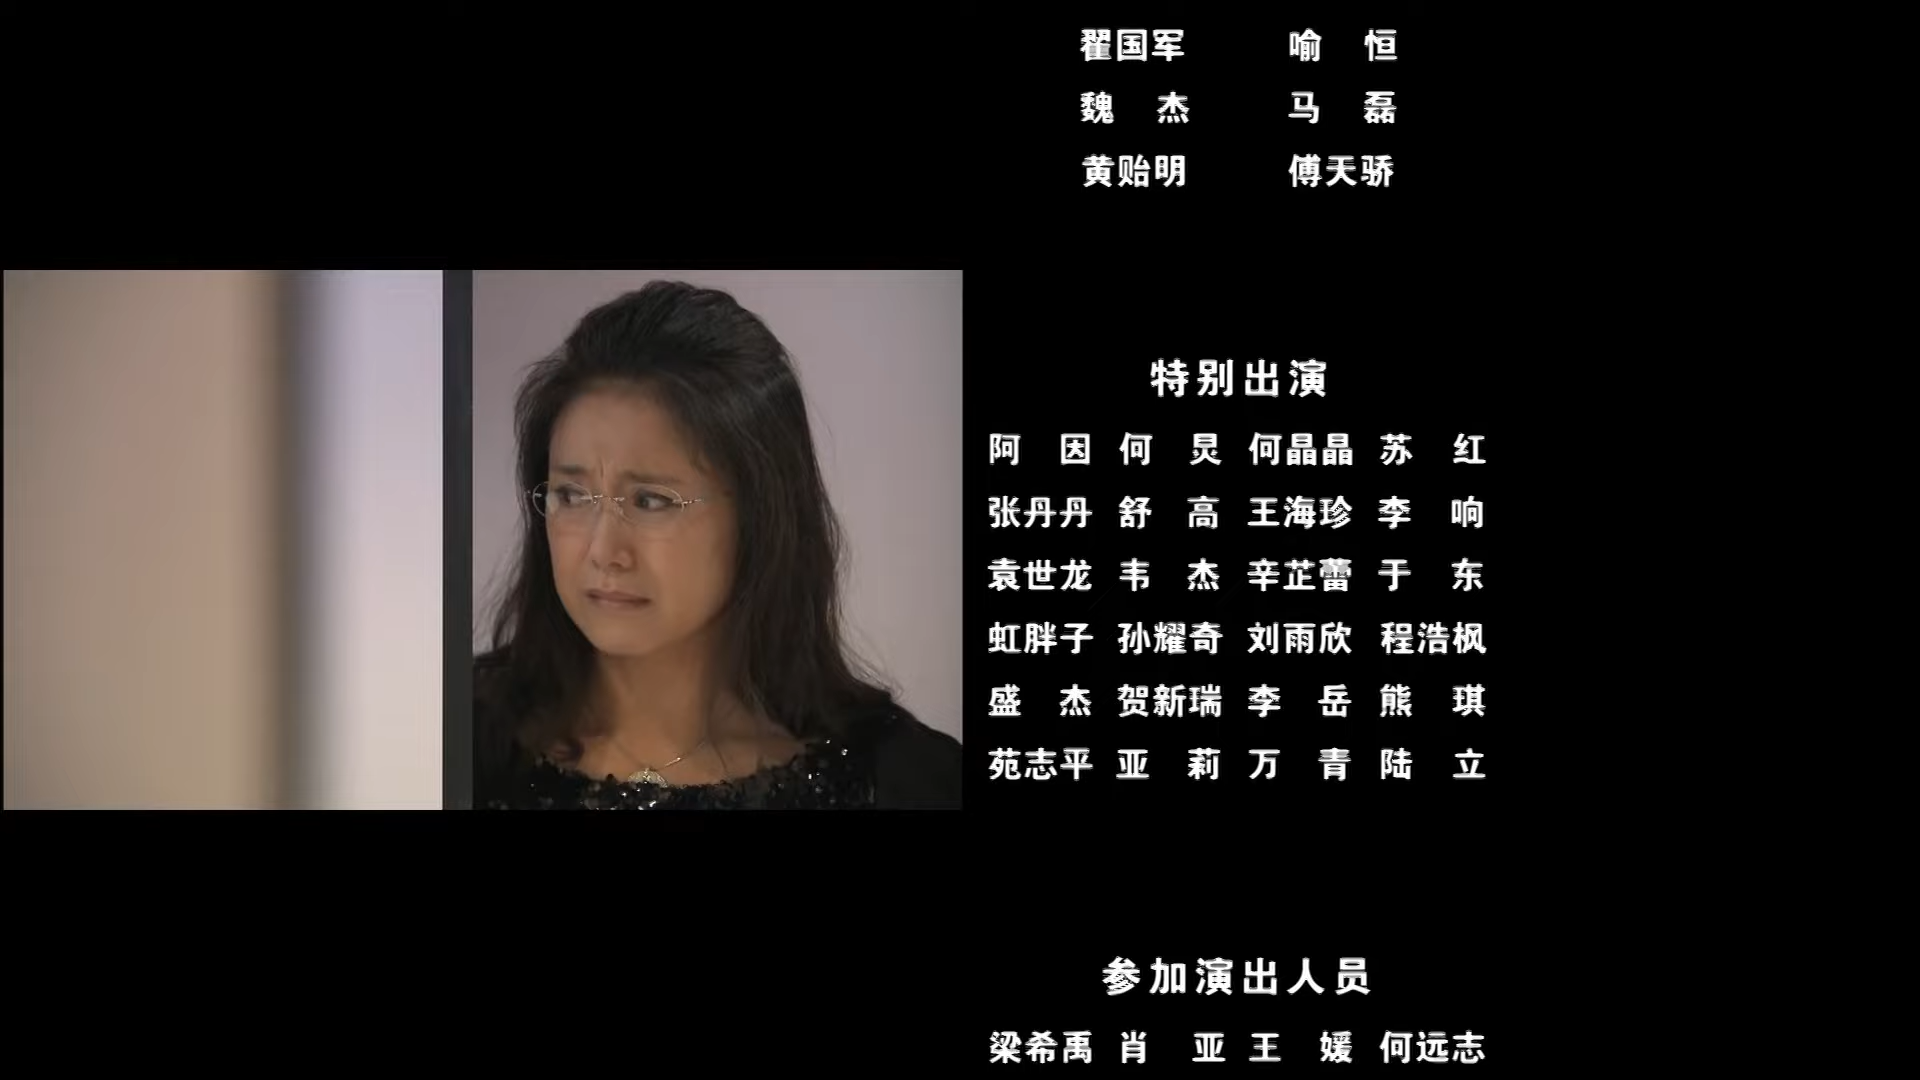 翟国军 喻恒
魏杰 马磊
黄贻明 傅天骄
特别出演
阿因 何炅 何晶晶 苏红
张丹丹 舒高 王海珍 李响
袁世龙 韦杰 辛芷蕾 于东
虹胖子 孙耀奇 刘雨欣 程浩枫
盛杰 贺新瑞 李岳 熊琪
苑志平 亚莉 万青 陆立
参加演出人员
梁希禹 肖亚 王媛 何远志